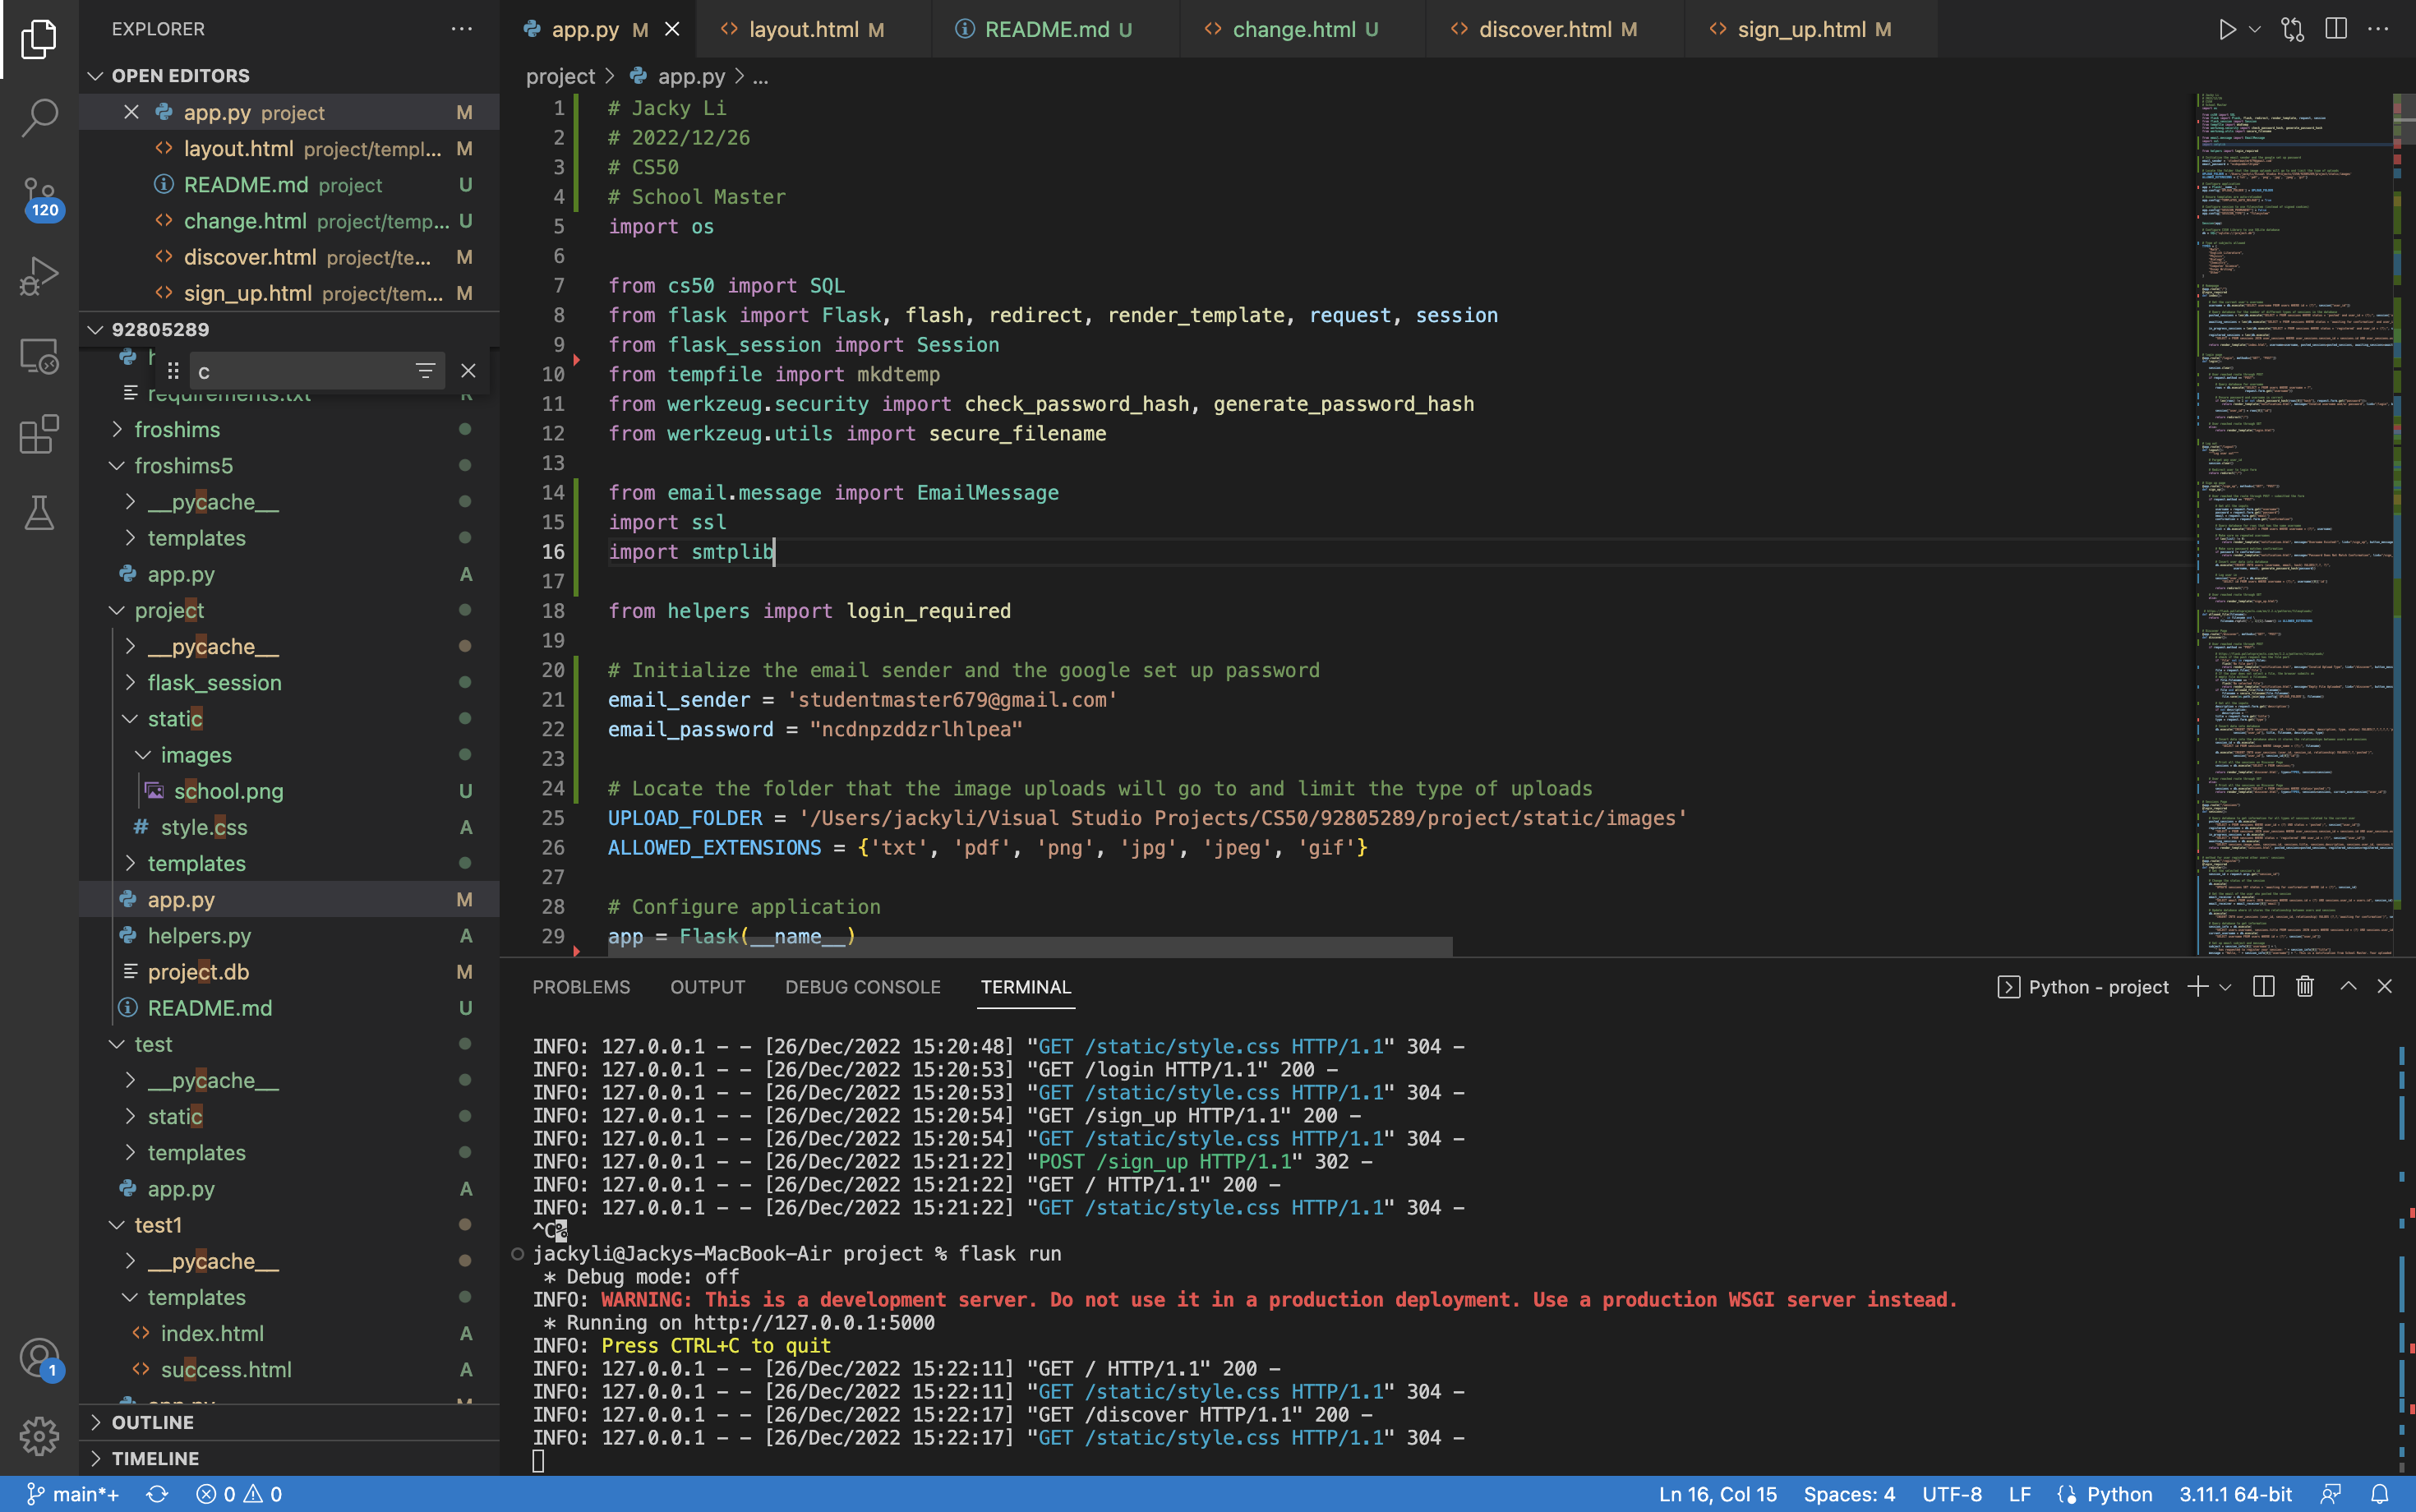 EXPLORER
OPEN EDITORS
app.py project M
layout.html project/templ... M
README.md project U
change.html project/temp... U
discover.html project/te... M
sign_up.html project/tem... M
92805289
c
requirements.txt
froshims
froshims5
__pycache__
templates
app.py A
project
__pycache__
flask_session
static
images
school.png U
style.css A
templates
app.py M
helpers.py A
project.db M
README.md U
test
__pycache__
static
templates
app.py A
test1
__pycache__
templates
index.html A
success.html A
OUTLINE
TIMELINE
120
1
app.py M
layout.html M
README.md U
change.html U
discover.html M
sign_up.html M
project > app.py > ...
1 # Jacky Li
2 # 2022/12/26
3 # CS50
4 # School Master
5 import os
6
7 from cs50 import SQL
8 from flask import Flask, flash, redirect, render_template, request, session
9 from flask_session import Session
10 from tempfile import mkdtemp
11 from werkzeug.security import check_password_hash, generate_password_hash
12 from werkzeug.utils import secure_filename
13
14 from email.message import EmailMessage
15 import ssl
16 import smtplib
17
18 from helpers import login_required
19
20 # Initialize the email sender and the google set up password
21 email_sender = 'studentmaster679@gmail.com'
22 email_password = "ncdnpzddzrlhlpea"
23
24 # Locate the folder that the image uploads will go to and limit the type of uploads
25 UPLOAD_FOLDER = '/Users/jackyli/Visual Studio Projects/CS50/92805289/project/static/images'
26 ALLOWED_EXTENSIONS = {'txt', 'pdf', 'png', 'jpg', 'jpeg', 'gif'}
27
28 # Configure application
29 app = Flask(__name__)
PROBLEMS OUTPUT DEBUG CONSOLE TERMINAL Python - project
INFO: 127.0.0.1 - - [26/Dec/2022 15:20:48] "GET /static/style.css HTTP/1.1" 304 -
INFO: 127.0.0.1 - - [26/Dec/2022 15:20:53] "GET /login HTTP/1.1" 200 -
INFO: 127.0.0.1 - - [26/Dec/2022 15:20:53] "GET /static/style.css HTTP/1.1" 304 -
INFO: 127.0.0.1 - - [26/Dec/2022 15:20:54] "GET /sign_up HTTP/1.1" 200 -
INFO: 127.0.0.1 - - [26/Dec/2022 15:20:54] "GET /static/style.css HTTP/1.1" 304 -
INFO: 127.0.0.1 - - [26/Dec/2022 15:21:22] "POST /sign_up HTTP/1.1" 302 -
INFO: 127.0.0.1 - - [26/Dec/2022 15:21:22] "GET / HTTP/1.1" 200 -
INFO: 127.0.0.1 - - [26/Dec/2022 15:21:22] "GET /static/style.css HTTP/1.1" 304 -
^C%
jackyli@Jackys-MacBook-Air project % flask run
* Debug mode: off
INFO: WARNING: This is a development server. Do not use it in a production deployment. Use a production WSGI server instead.
* Running on http://127.0.0.1:5000
INFO: Press CTRL+C to quit
INFO: 127.0.0.1 - - [26/Dec/2022 15:22:11] "GET / HTTP/1.1" 200 -
INFO: 127.0.0.1 - - [26/Dec/2022 15:22:11] "GET /static/style.css HTTP/1.1" 304 -
INFO: 127.0.0.1 - - [26/Dec/2022 15:22:17] "GET /discover HTTP/1.1" 200 -
INFO: 127.0.0.1 - - [26/Dec/2022 15:22:17] "GET /static/style.css HTTP/1.1" 304 -
main*+ 0 0 Ln 16, Col 15 Spaces: 4 UTF-8 LF Python 3.11.1 64-bit